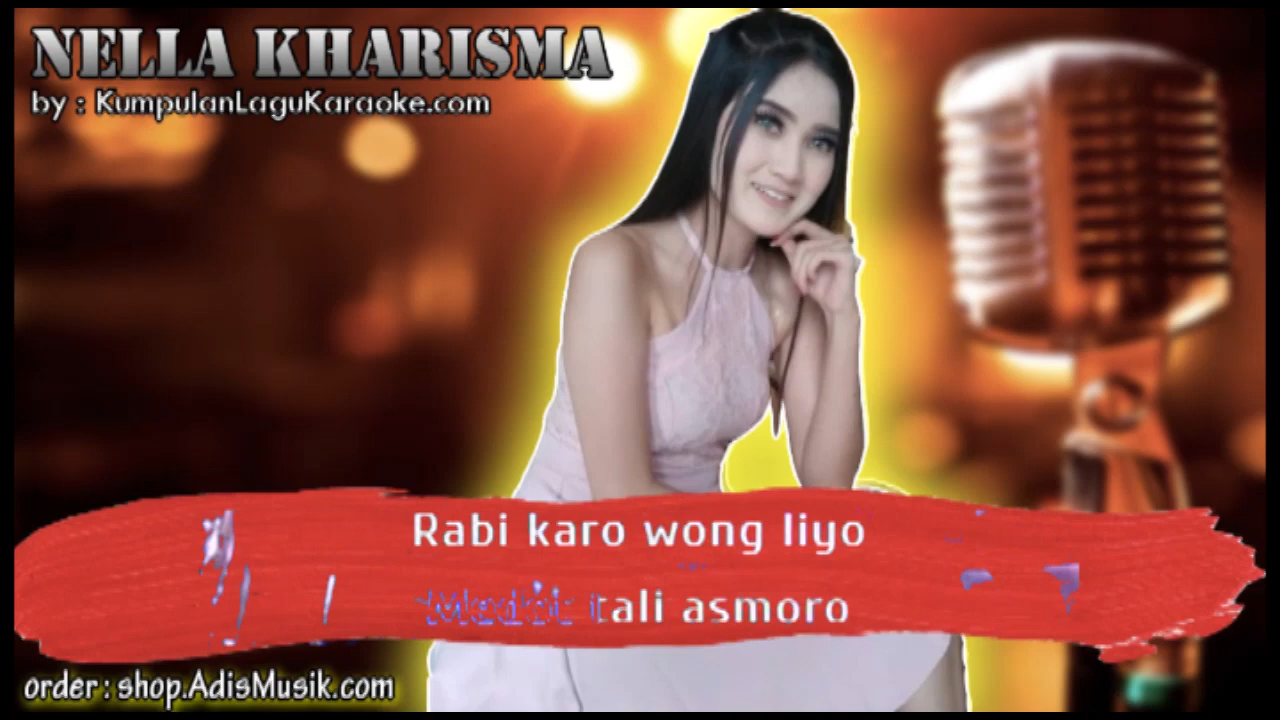 NELLA KHARISMA
by : KumpulanLaguKaraoke.com
Rabi karo wong liyo
tali asmoro
order : shop.AdisMusik.com